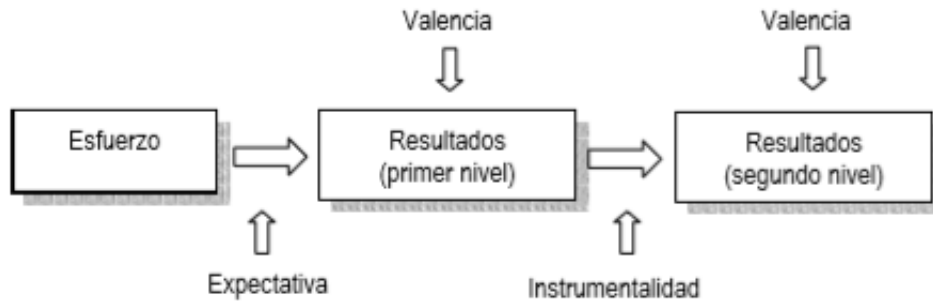 Valencia
Valencia
Esfuerzo
Resultados
(primer nivel)
Resultados
(segundo nivel)
Expectativa
Instrumentalidad